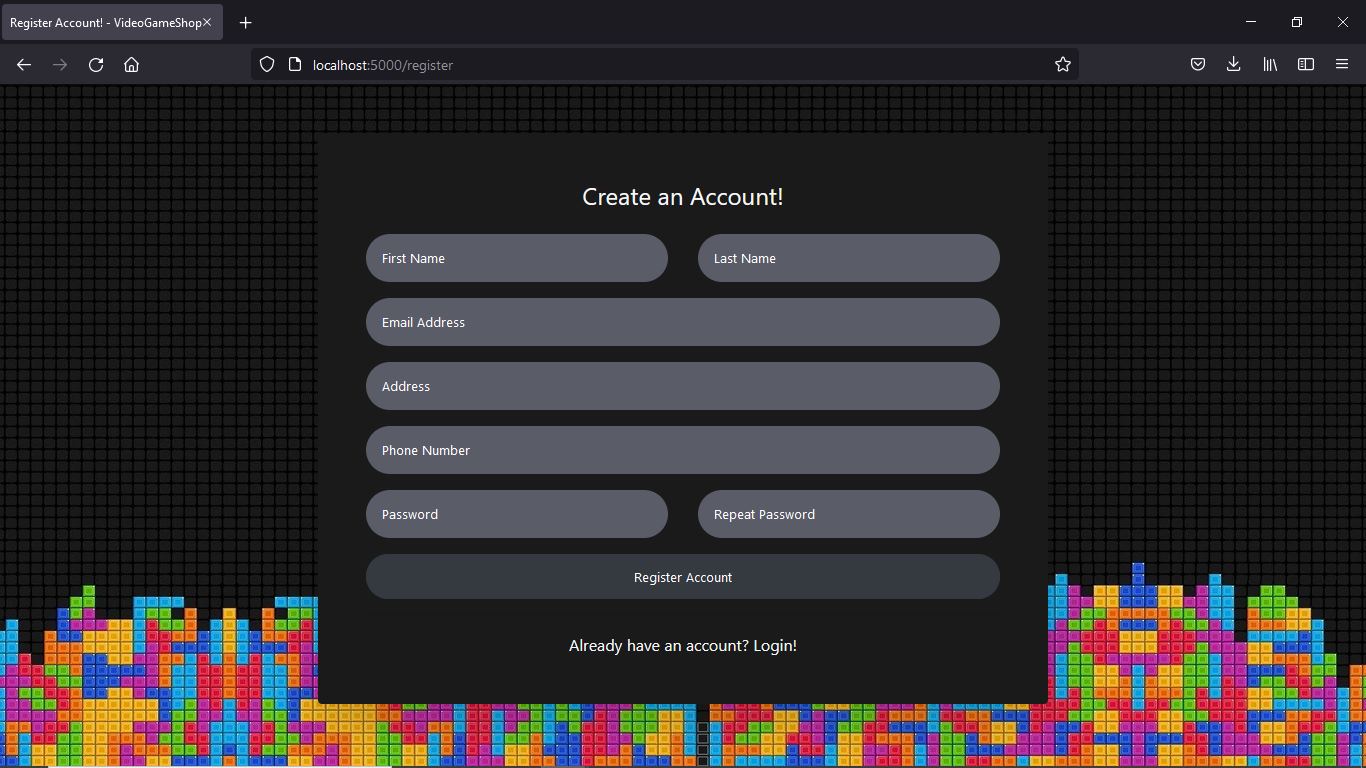 Register Account! - VideoGameShop
localhost:5000/register
Create an Account!
First Name
Last Name
Email Address
Address
Phone Number
Password
Repeat Password
Register Account
Already have an account? Login!